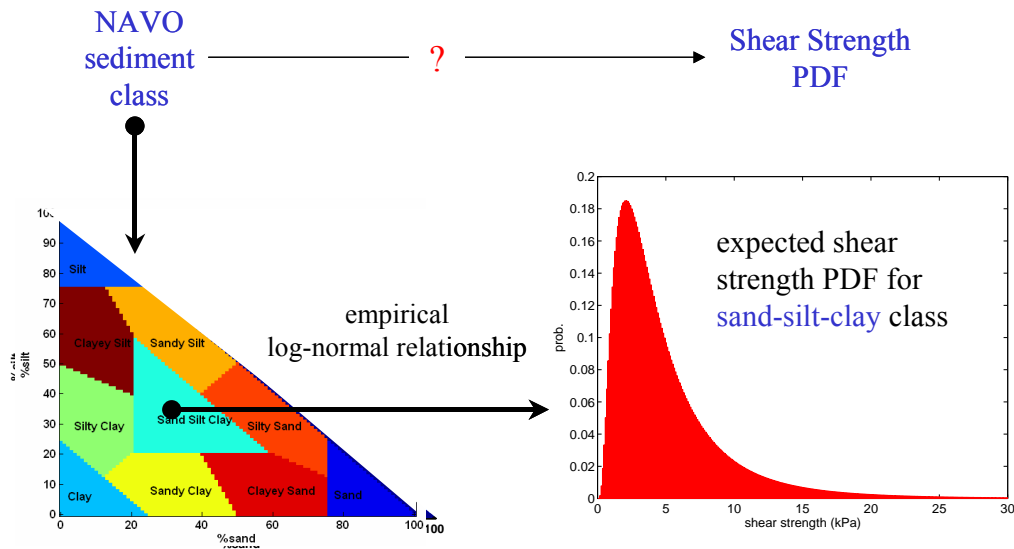 NAVO
sediment
class
?
Shear Strength
PDF
90
80
70
60
50
40
30
20
10
0
%silt
%silt
Silt
Clayey Silt
Sandy Silt
Silty Clay
Sand Silt Clay
Silty Sand
Clay
Sandy Clay
Clayey Sand
Sand
0
20
40
60
80
100
100
%sand
%sand
empirical
log-normal relationship
0.2
0.18
0.16
0.14
0.12
0.1
0.08
0.06
0.04
0.02
0
prob.
expected shear
strength PDF for
sand-silt-clay class
0
5
10
15
20
25
30
shear strength (kPa)